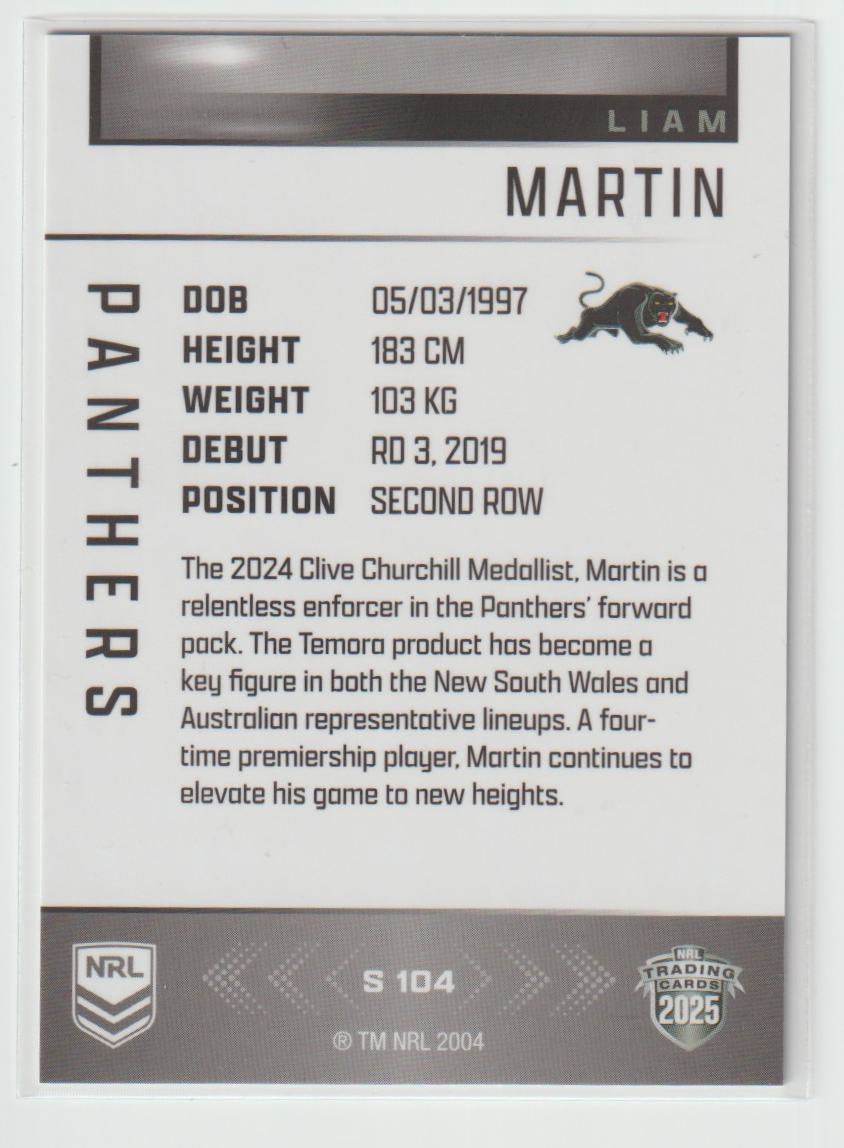 LIAM
MARTIN
PANTHERS
DOB 05/03/1997
HEIGHT 183 CM
WEIGHT 103 KG
DEBUT RD 3, 2019
POSITION SECOND ROW
The 2024 Clive Churchill Medallist, Martin is a
relentless enforcer in the Panthers' forward
pack. The Temora product has become a
key figure in both the New South Wales and
Australian representative lineups. A four-
time premiership player, Martin continues to
elevate his game to new heights.
NRL
S 104
® TM NRL 2004
NRL
TRADING
CARDS
2025